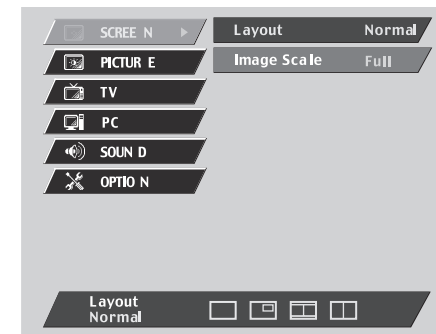 SCREE N
Layout Normal
PICTUR E
Image Scale Full
TV
PC
SOUN D
OPTIO N
Layout
Normal